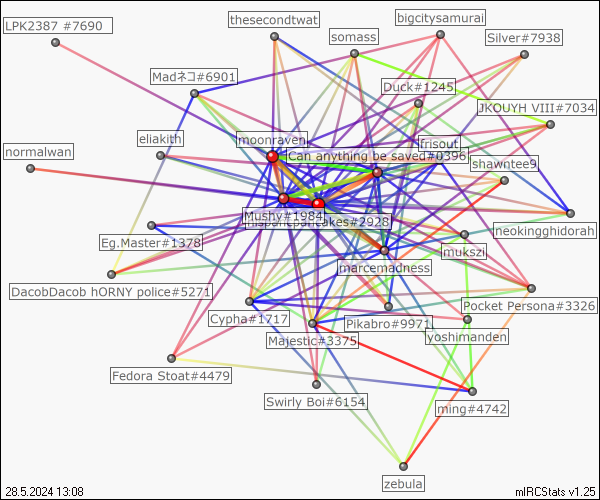 thesecondtwat
bigcitysamurai
LPK2387 #7690
somass
Silver#7938
Madネコ#6901
Duck#1245
JKOUYH VIII#7034
eliakith
moonraven
frisout
normalwan
Can anything be saved#0396
shawntee9
Mushy#1984
pancakes#2928
neokingghidorah
Eg.Master#1378
mukszi
marcemadness
DacobDacob hORNY police#5271
Pocket Persona#3326
Cypha#1717
Pikabro#9971
Majestic#3375
yoshimanden
Fedora Stoat#4479
Swirly Boi#6154
ming#4742
zebula
28.5.2024 13:08
mIRCStats v1.25